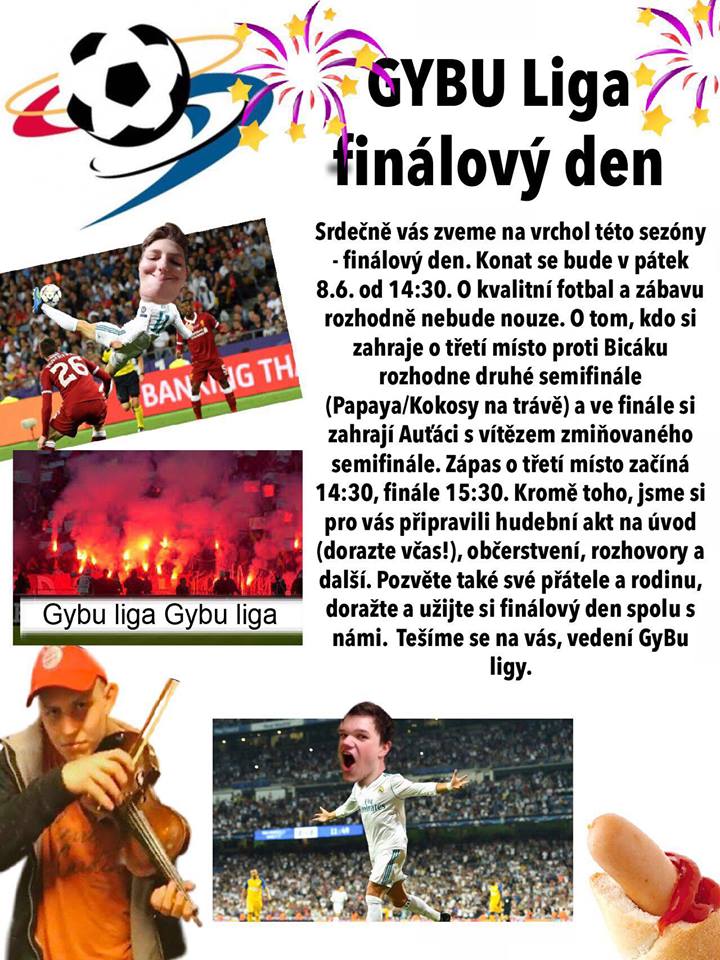 GYBU Liga
finálový den
Srdečně vás zveme na vrchol této sezóny
- finálový den. Konat se bude v pátek
8.6. od 14:30. O kvalitní fotbal a zábavu
rozhodně nebude nouze. O tom, kdo si
zahraje o třetí místo proti Bicáku
rozhodne druhé semifinále
(Papaya/Kokosy na trávě) a ve finále si
zahrají Auťáci s vítězem zmiňovaného
semifinále. Zápas o třetí místo začíná
14:30, finále 15:30. Kromě toho, jsme si
pro vás připravili hudební akt na úvod
(dorazte včas!), občerstvení, rozhovory a
další. Pozvěte také své přátele a rodinu,
doražte a užijte si finálový den spolu s
námi. Tešíme se na vás, vedení GyBu
ligy.
26
BANKING TH
Gybu liga Gybu liga